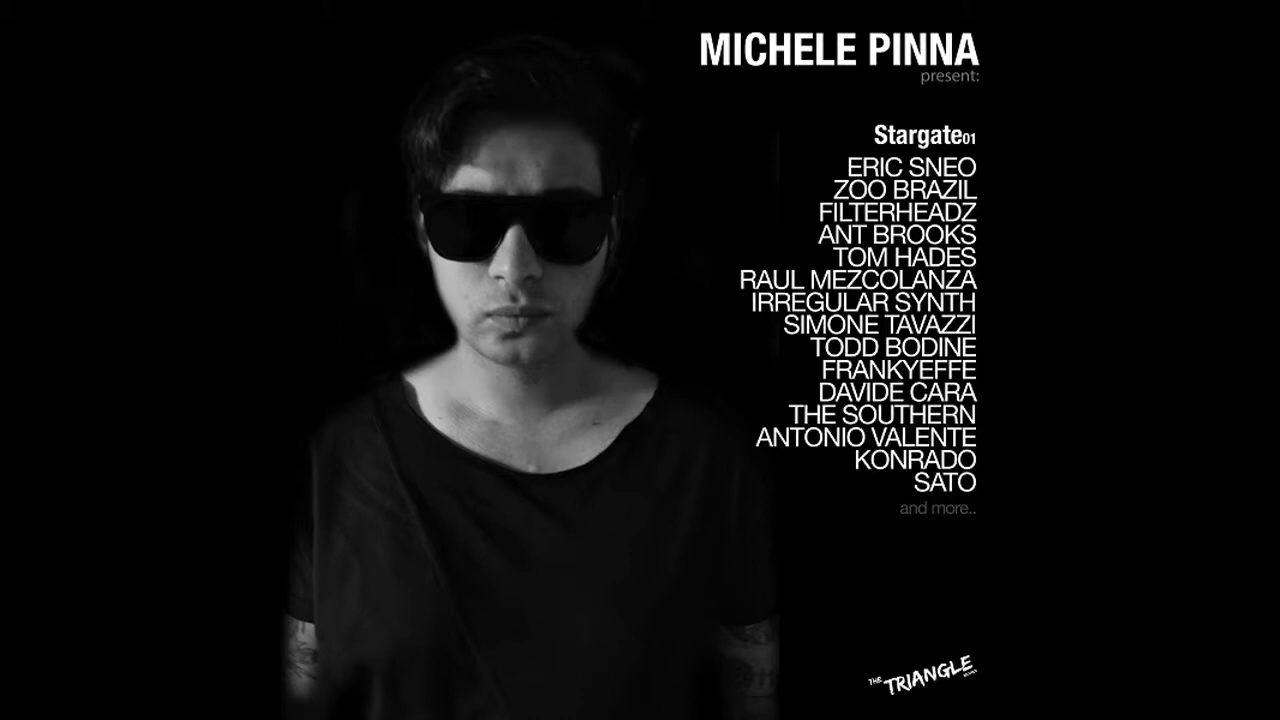 MICHELE PINNA
present:
Stargate01
ERIC SNEO
ZOO BRAZIL
FILTERHEADZ
ANT BROOKS
TOM HADES
RAUL MEZCOLANZA
IRREGULAR SYNTH
SIMONE TAVAZZI
TODD BODINE
FRANKYEFFE
DAVIDE CARA
THE SOUTHERN
ANTONIO VALENTE
KONRADO
SATO
and more..
THE TRIANGLE